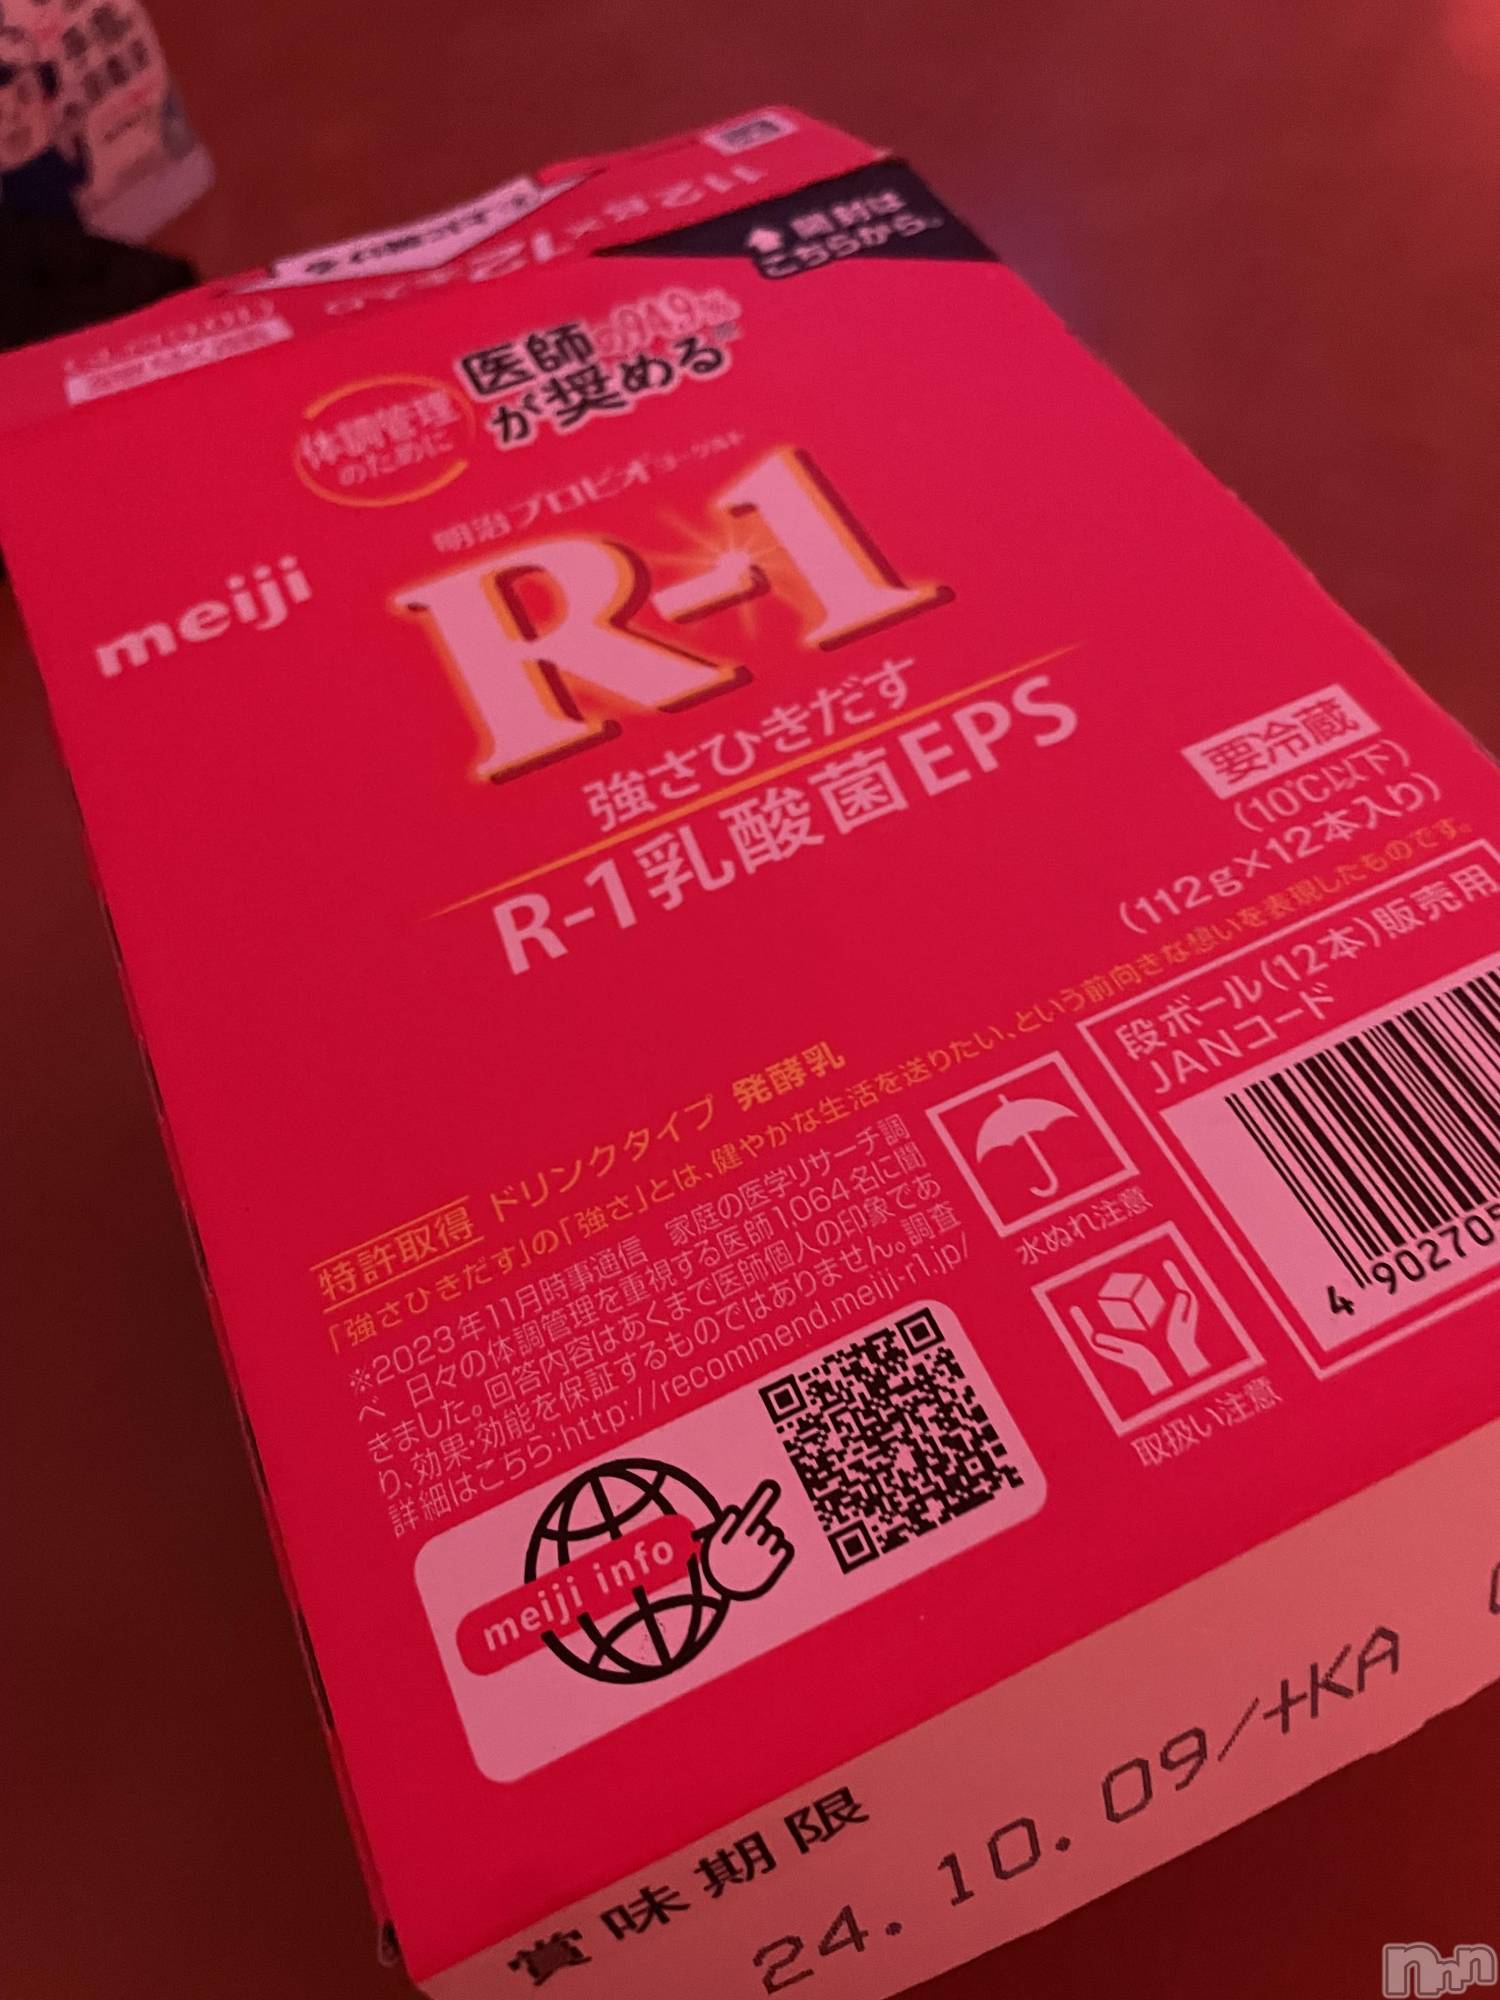 112g×12本入り
↑開封は
こちらから。
体調管理
のために
医師の94.9%
が奨める※
明治プロビオヨーグルト
meiji
R-1
強さひきだす
R-1乳酸菌EPS
要冷蔵
(10℃以下)
(112g×12本入り)
特許取得 ドリンクタイプ 発酵乳
「強さひきだす」の「強さ」とは、健やかな生活を送りたい、という前向きな想いを表現したものです。
※2023年11月時事通信 家庭の医学リサーチ調
べ 日々の体調管理を重視する医師1,064名に聞
きました。回答内容はあくまで医師個人の印象であ
り、効果・効能を保証するものではありません。調査
詳細はこちら:http://recommend.meiji-r1.jp/
meiji info
水ぬれ注意
取扱い注意
段ボール(12本)販売用
JANコード
4 90270
賞味期限
24.10.09/+KA
nnn